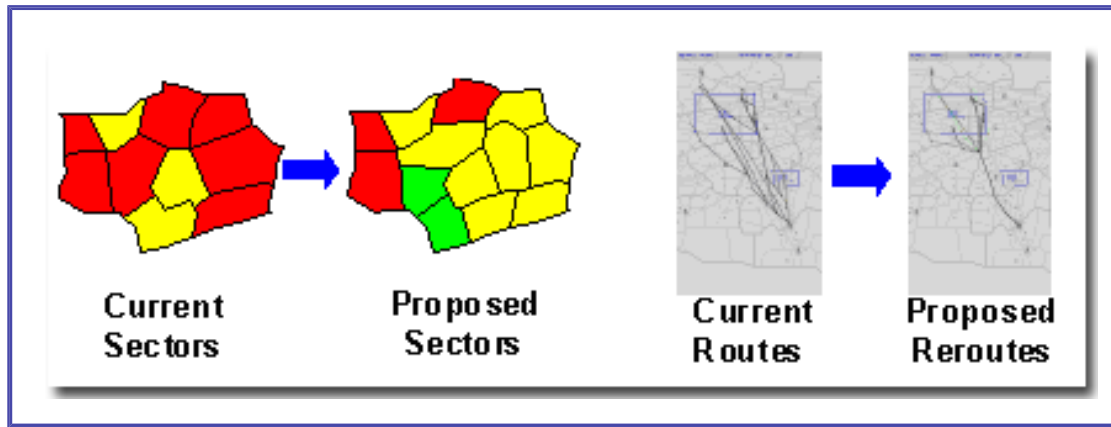 Current
Sectors
Proposed
Sectors
Current
Routes
Proposed
Reroutes